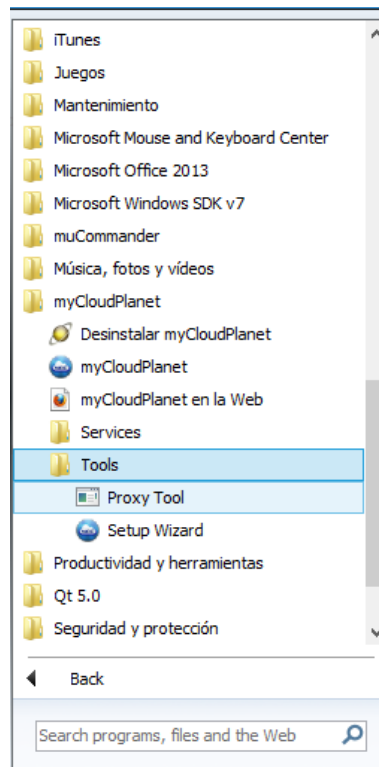 iTunes
Juegos
Mantenimiento
Microsoft Mouse and Keyboard Center
Microsoft Office 2013
Microsoft Windows SDK v7
muCommander
Música, fotos y vídeos
myCloudPlanet
Desinstalar myCloudPlanet
myCloudPlanet
myCloudPlanet en la Web
Services
Tools
Proxy Tool
Setup Wizard
Productividad y herramientas
Qt 5.0
Seguridad y protección
Back
Search programs, files and the Web